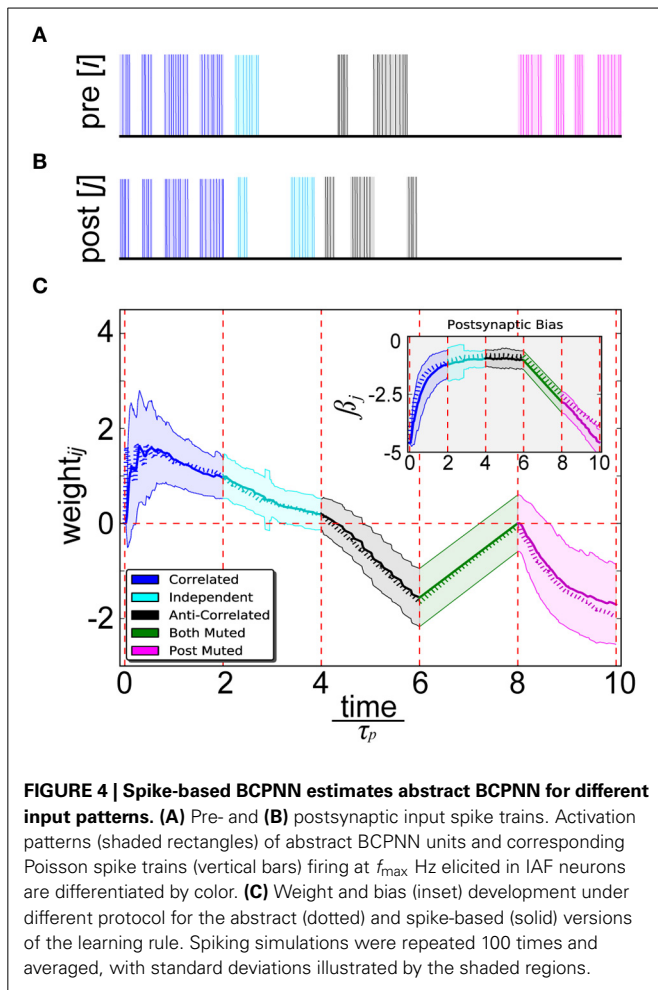 A
pre [i]
B
post [j]
C
4
2
0
-2
weight ij
Postsynaptic Bias
0
-2.5
-5
βj
0 2 4 6 8 10
Correlated
Independent
Anti-Correlated
Both Muted
Post Muted
0 2 4 6 8 10
time
τp
FIGURE 4 | Spike-based BCPNN estimates abstract BCPNN for different
input patterns. (A) Pre- and (B) postsynaptic input spike trains. Activation
patterns (shaded rectangles) of abstract BCPNN units and corresponding
Poisson spike trains (vertical bars) firing at fmax Hz elicited in IAF neurons
are differentiated by color. (C) Weight and bias (inset) development under
different protocol for the abstract (dotted) and spike-based (solid) versions
of the learning rule. Spiking simulations were repeated 100 times and
averaged, with standard deviations illustrated by the shaded regions.